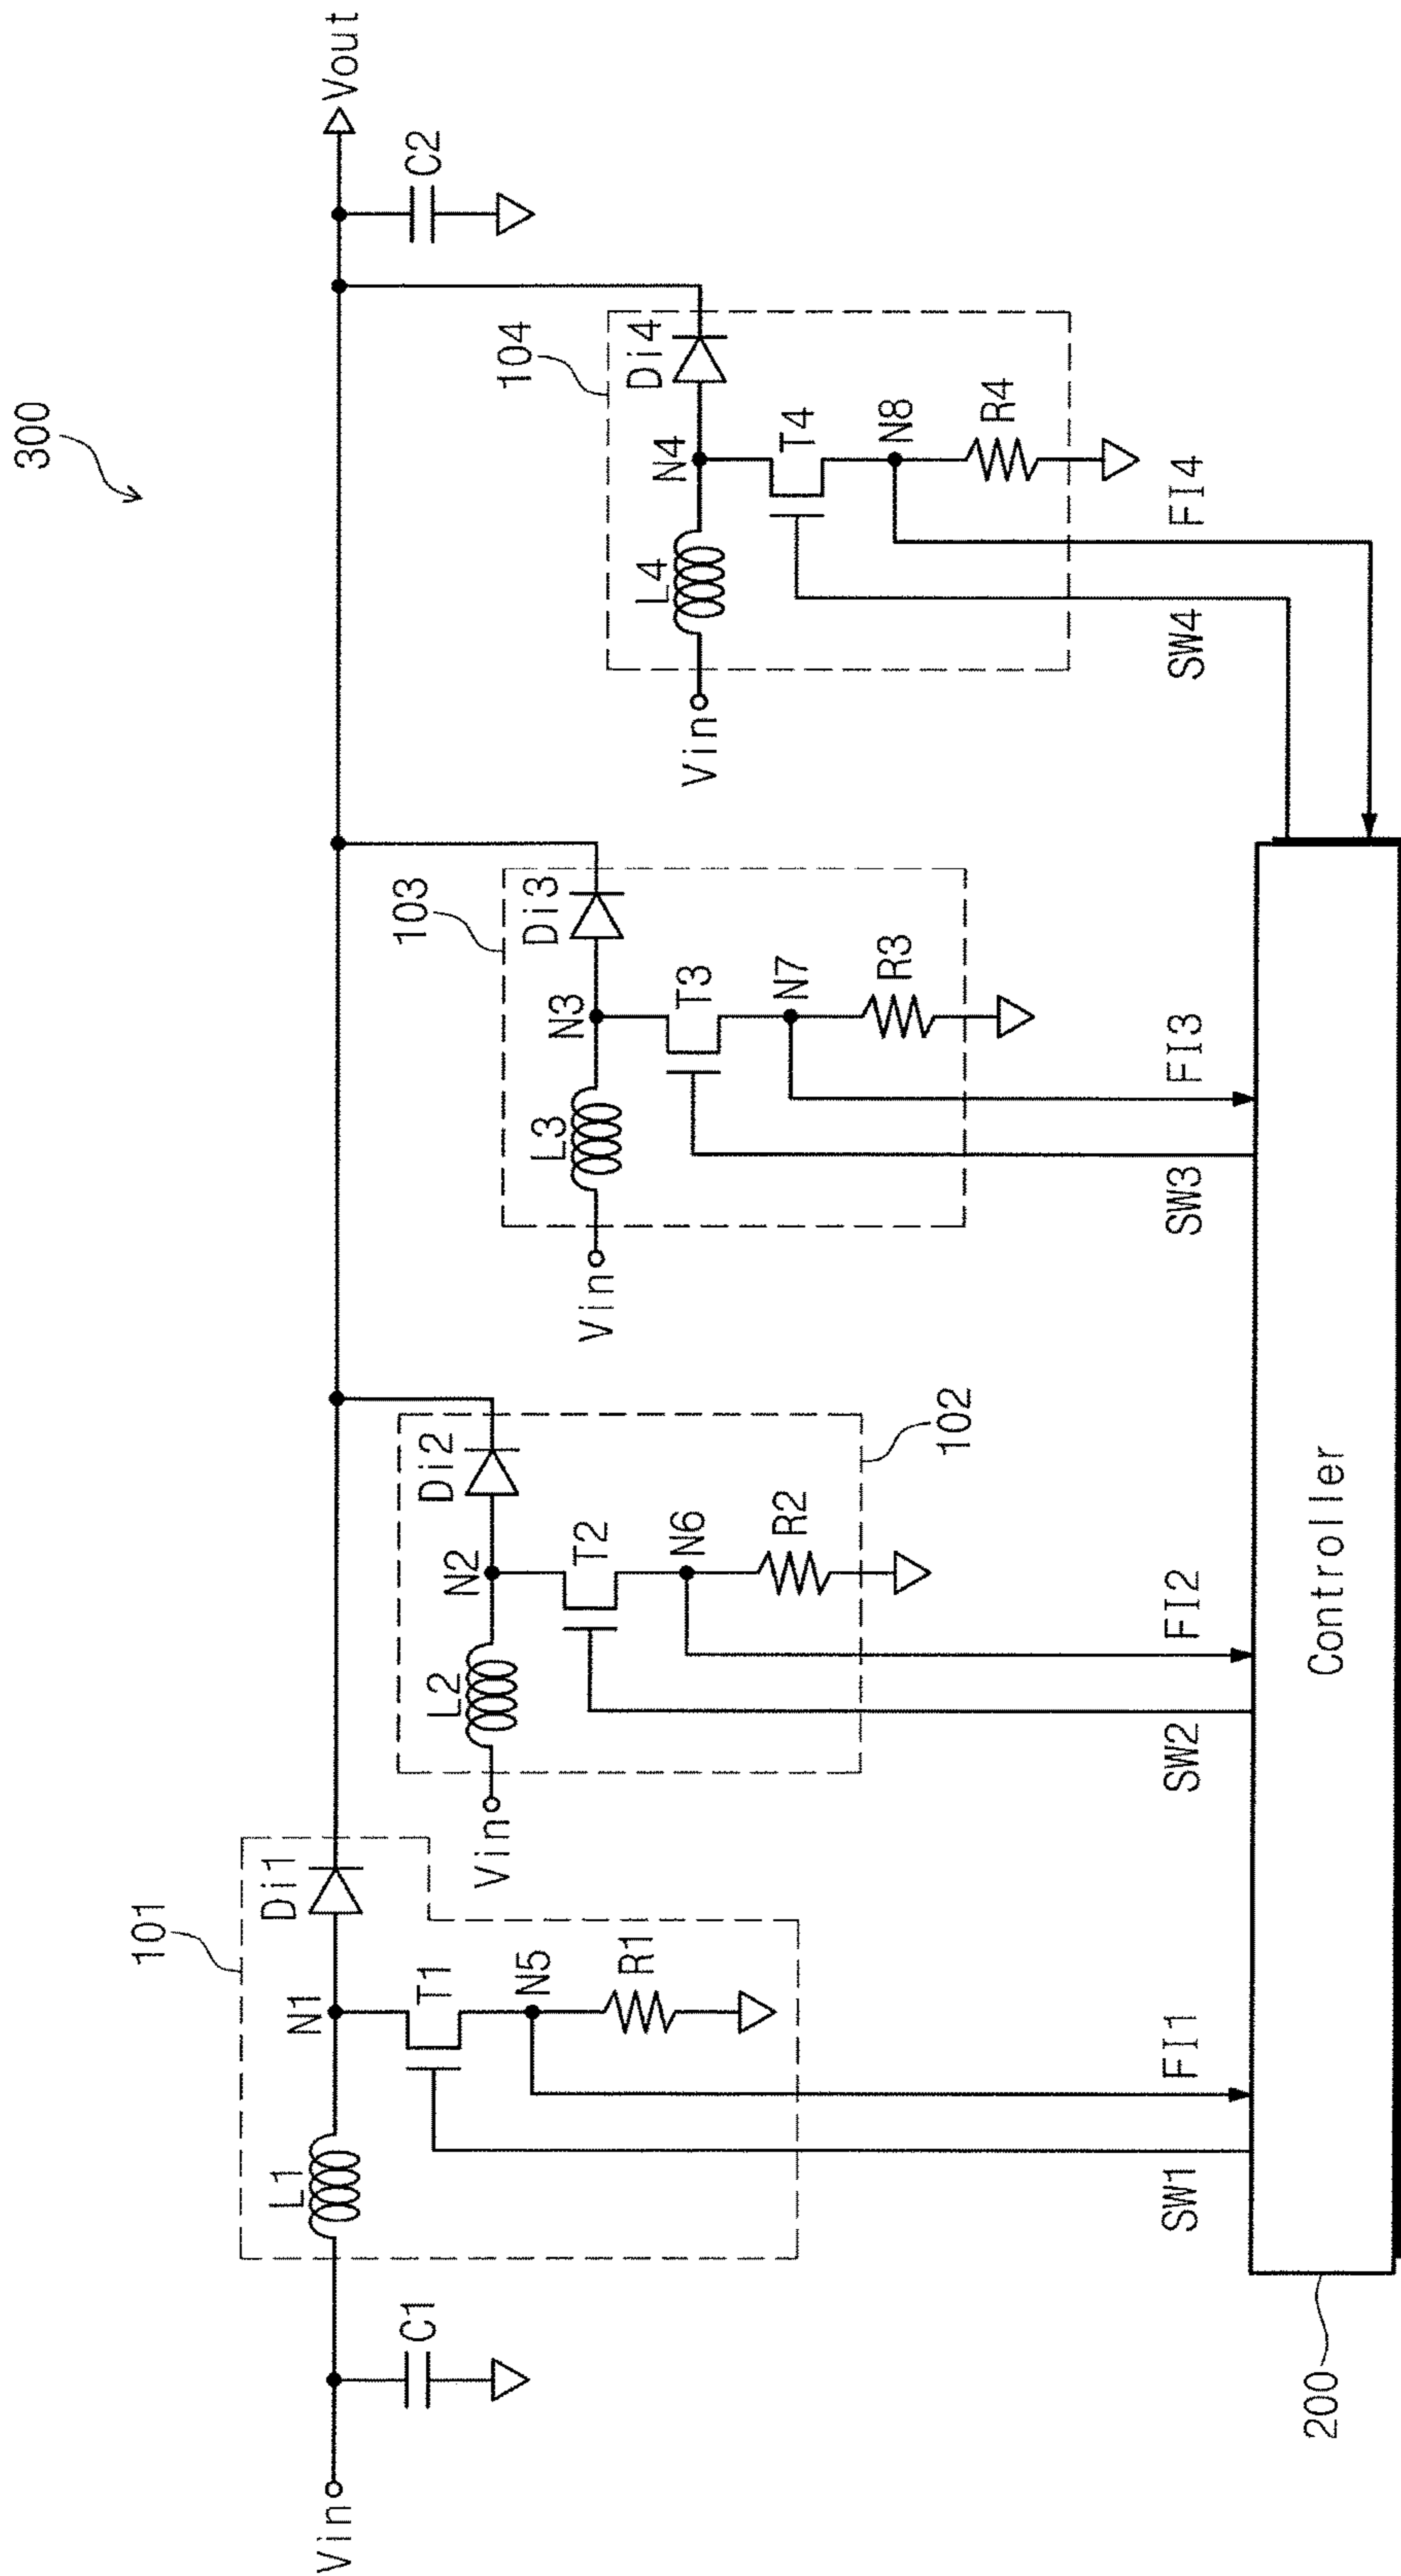 300
Vin
C1
101
L1
N1
Di1
T1
N5
R1
SW1
FI1
Vin
L2
N2
Di2
T2
N6
R2
102
SW2
FI2
Vin
103
L3
N3
Di3
T3
N7
R3
SW3
FI3
Vin
104
L4
N4
Di4
T4
N8
R4
SW4
FI4
C2
Vout
200
Controller